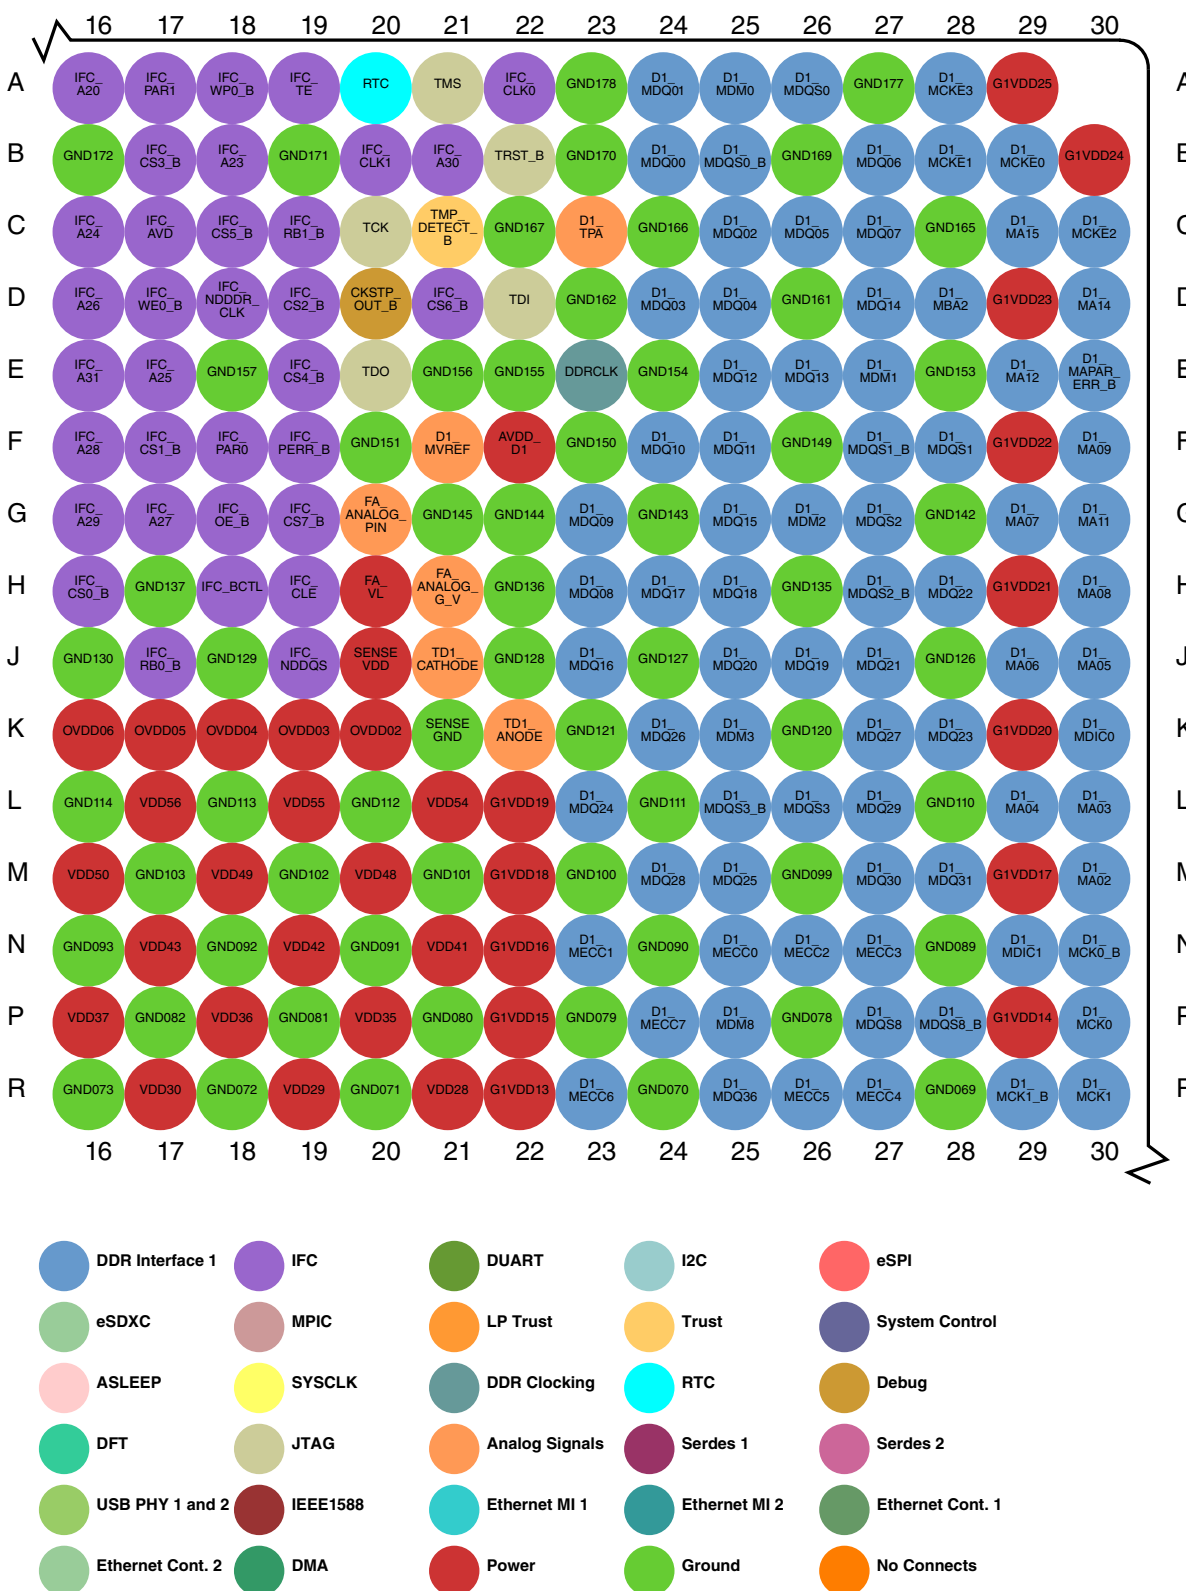 16 17 18 19 20 21 22 23 24 25 26 27 28 29 30
A IFC_A20 IFC_PAR1 IFC_WP0_B IFC_TE RTC TMS IFC_CLK0 GND178 D1_MDQ01 D1_MDM0 D1_MDQS0 GND177 D1_MCKE3 G1VDD25 A
B GND172 IFC_CS3_B IFC_A23 GND171 IFC_CLK1 IFC_A30 TRST_B GND170 D1_MDQ00 D1_MDQS0_B GND169 D1_MDQ06 D1_MCKE1 D1_MCKE0 G1VDD24 B
C IFC_A24 IFC_AVD IFC_CS5_B IFC_RB1_B TCK TMP_DETECT_B GND167 D1_TPA GND166 D1_MDQ02 D1_MDQ05 D1_MDQ07 GND165 D1_MA15 D1_MCKE2 C
D IFC_A26 IFC_WE0_B IFC_NDDDR_CLK IFC_CS2_B CKSTP_OUT_B IFC_CS6_B TDI GND162 D1_MDQ03 D1_MDQ04 GND161 D1_MDQ14 D1_MBA2 G1VDD23 D1_MA14 D
E IFC_A31 IFC_A25 GND157 IFC_CS4_B TDO GND156 GND155 DDRCLK GND154 D1_MDQ12 D1_MDQ13 D1_MDM1 GND153 D1_MA12 D1_MAPAR_ERR_B E
F IFC_A28 IFC_CS1_B IFC_PAR0 IFC_PERR_B GND151 D1_MVREF AVDD_D1 GND150 D1_MDQ10 D1_MDQ11 GND149 D1_MDQS1_B D1_MDQS1 G1VDD22 D1_MA09 F
G IFC_A29 IFC_A27 IFC_OE_B IFC_CS7_B FA_ANALOG_PIN GND145 GND144 D1_MDQ09 GND143 D1_MDQ15 D1_MDM2 D1_MDQS2 GND142 D1_MA07 D1_MA11 G
H IFC_CS0_B GND137 IFC_BCTL IFC_CLE FA_VL FA_ANALOG_G_V GND136 D1_MDQ08 D1_MDQ17 D1_MDQ18 GND135 D1_MDQS2_B D1_MDQ22 G1VDD21 D1_MA08 H
J GND130 IFC_RB0_B GND129 IFC_NDDQS SENSEVDD TD1_CATHODE GND128 D1_MDQ16 GND127 D1_MDQ20 D1_MDQ19 D1_MDQ21 GND126 D1_MA06 D1_MA05 J
K OVDD06 OVDD05 OVDD04 OVDD03 OVDD02 SENSEGND TD1_ANODE GND121 D1_MDQ26 D1_MDM3 GND120 D1_MDQ27 D1_MDQ23 G1VDD20 D1_MDIC0 K
L GND114 VDD56 GND113 VDD55 GND112 VDD54 G1VDD19 D1_MDQ24 GND111 D1_MDQS3_B D1_MDQS3 D1_MDQ29 GND110 D1_MA04 D1_MA03 L
M VDD50 GND103 VDD49 GND102 VDD48 GND101 G1VDD18 GND100 D1_MDQ28 D1_MDQ25 GND099 D1_MDQ30 D1_MDQ31 G1VDD17 D1_MA02 M
N GND093 VDD43 GND092 VDD42 GND091 VDD41 G1VDD16 D1_MECC1 GND090 D1_MECC0 D1_MECC2 D1_MECC3 GND089 D1_MDIC1 D1_MCK0_B N
P VDD37 GND082 VDD36 GND081 VDD35 GND080 G1VDD15 GND079 D1_MECC7 D1_MDM8 GND078 D1_MDQS8 D1_MDQS8_B G1VDD14 D1_MCK0 P
R GND073 VDD30 GND072 VDD29 GND071 VDD28 G1VDD13 D1_MECC6 GND070 D1_MDQ36 D1_MECC5 D1_MECC4 GND069 D1_MCK1_B D1_MCK1 R
16 17 18 19 20 21 22 23 24 25 26 27 28 29 30
DDR Interface 1 IFC DUART I2C eSPI
eSDXC MPIC LP Trust Trust System Control
ASLEEP SYSCLK DDR Clocking RTC Debug
DFT JTAG Analog Signals Serdes 1 Serdes 2
USB PHY 1 and 2 IEEE1588 Ethernet MI 1 Ethernet MI 2 Ethernet Cont. 1
Ethernet Cont. 2 DMA Power Ground No Connects